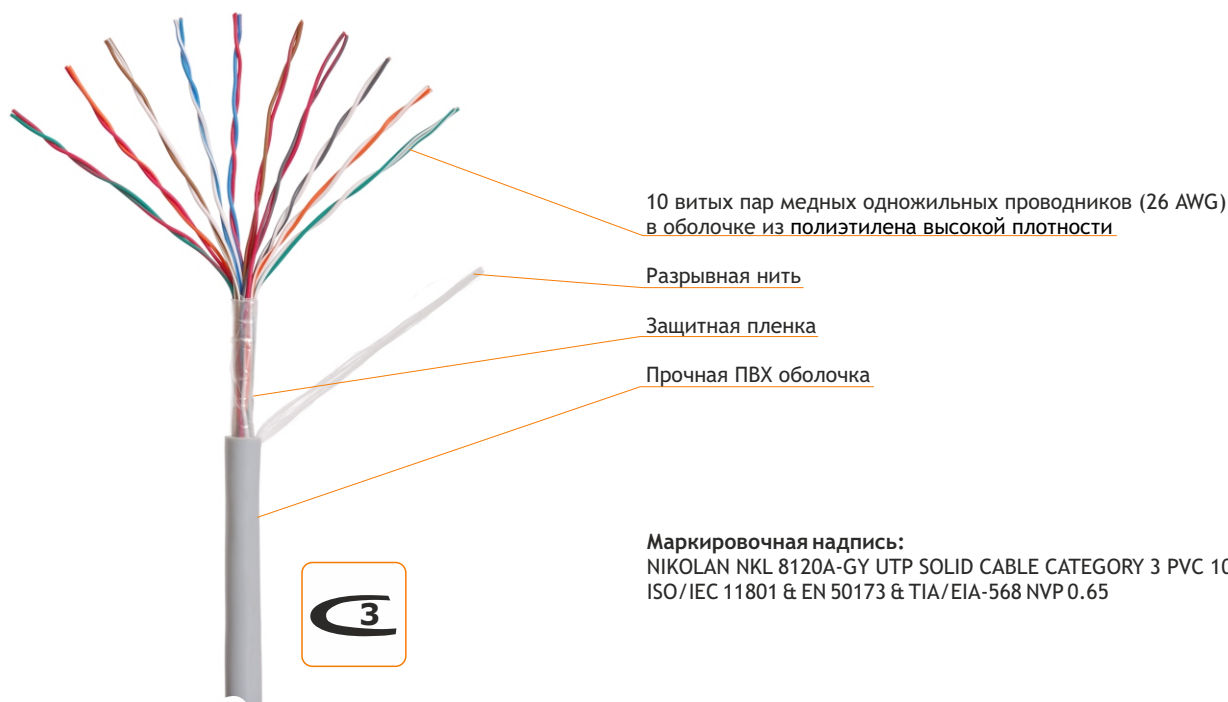 10 витых пар медных одножильных проводников (26 AWG)
в оболочке из полиэтилена высокой плотности
Разрывная нить
Защитная пленка
Прочная ПВХ оболочка
Маркировочная надпись:
NIKOLAN NKL 8120A-GY UTP SOLID CABLE CATEGORY 3 PVC
ISO/IEC 11801 & EN 50173 & TIA/EIA-568 NVP 0.65
3